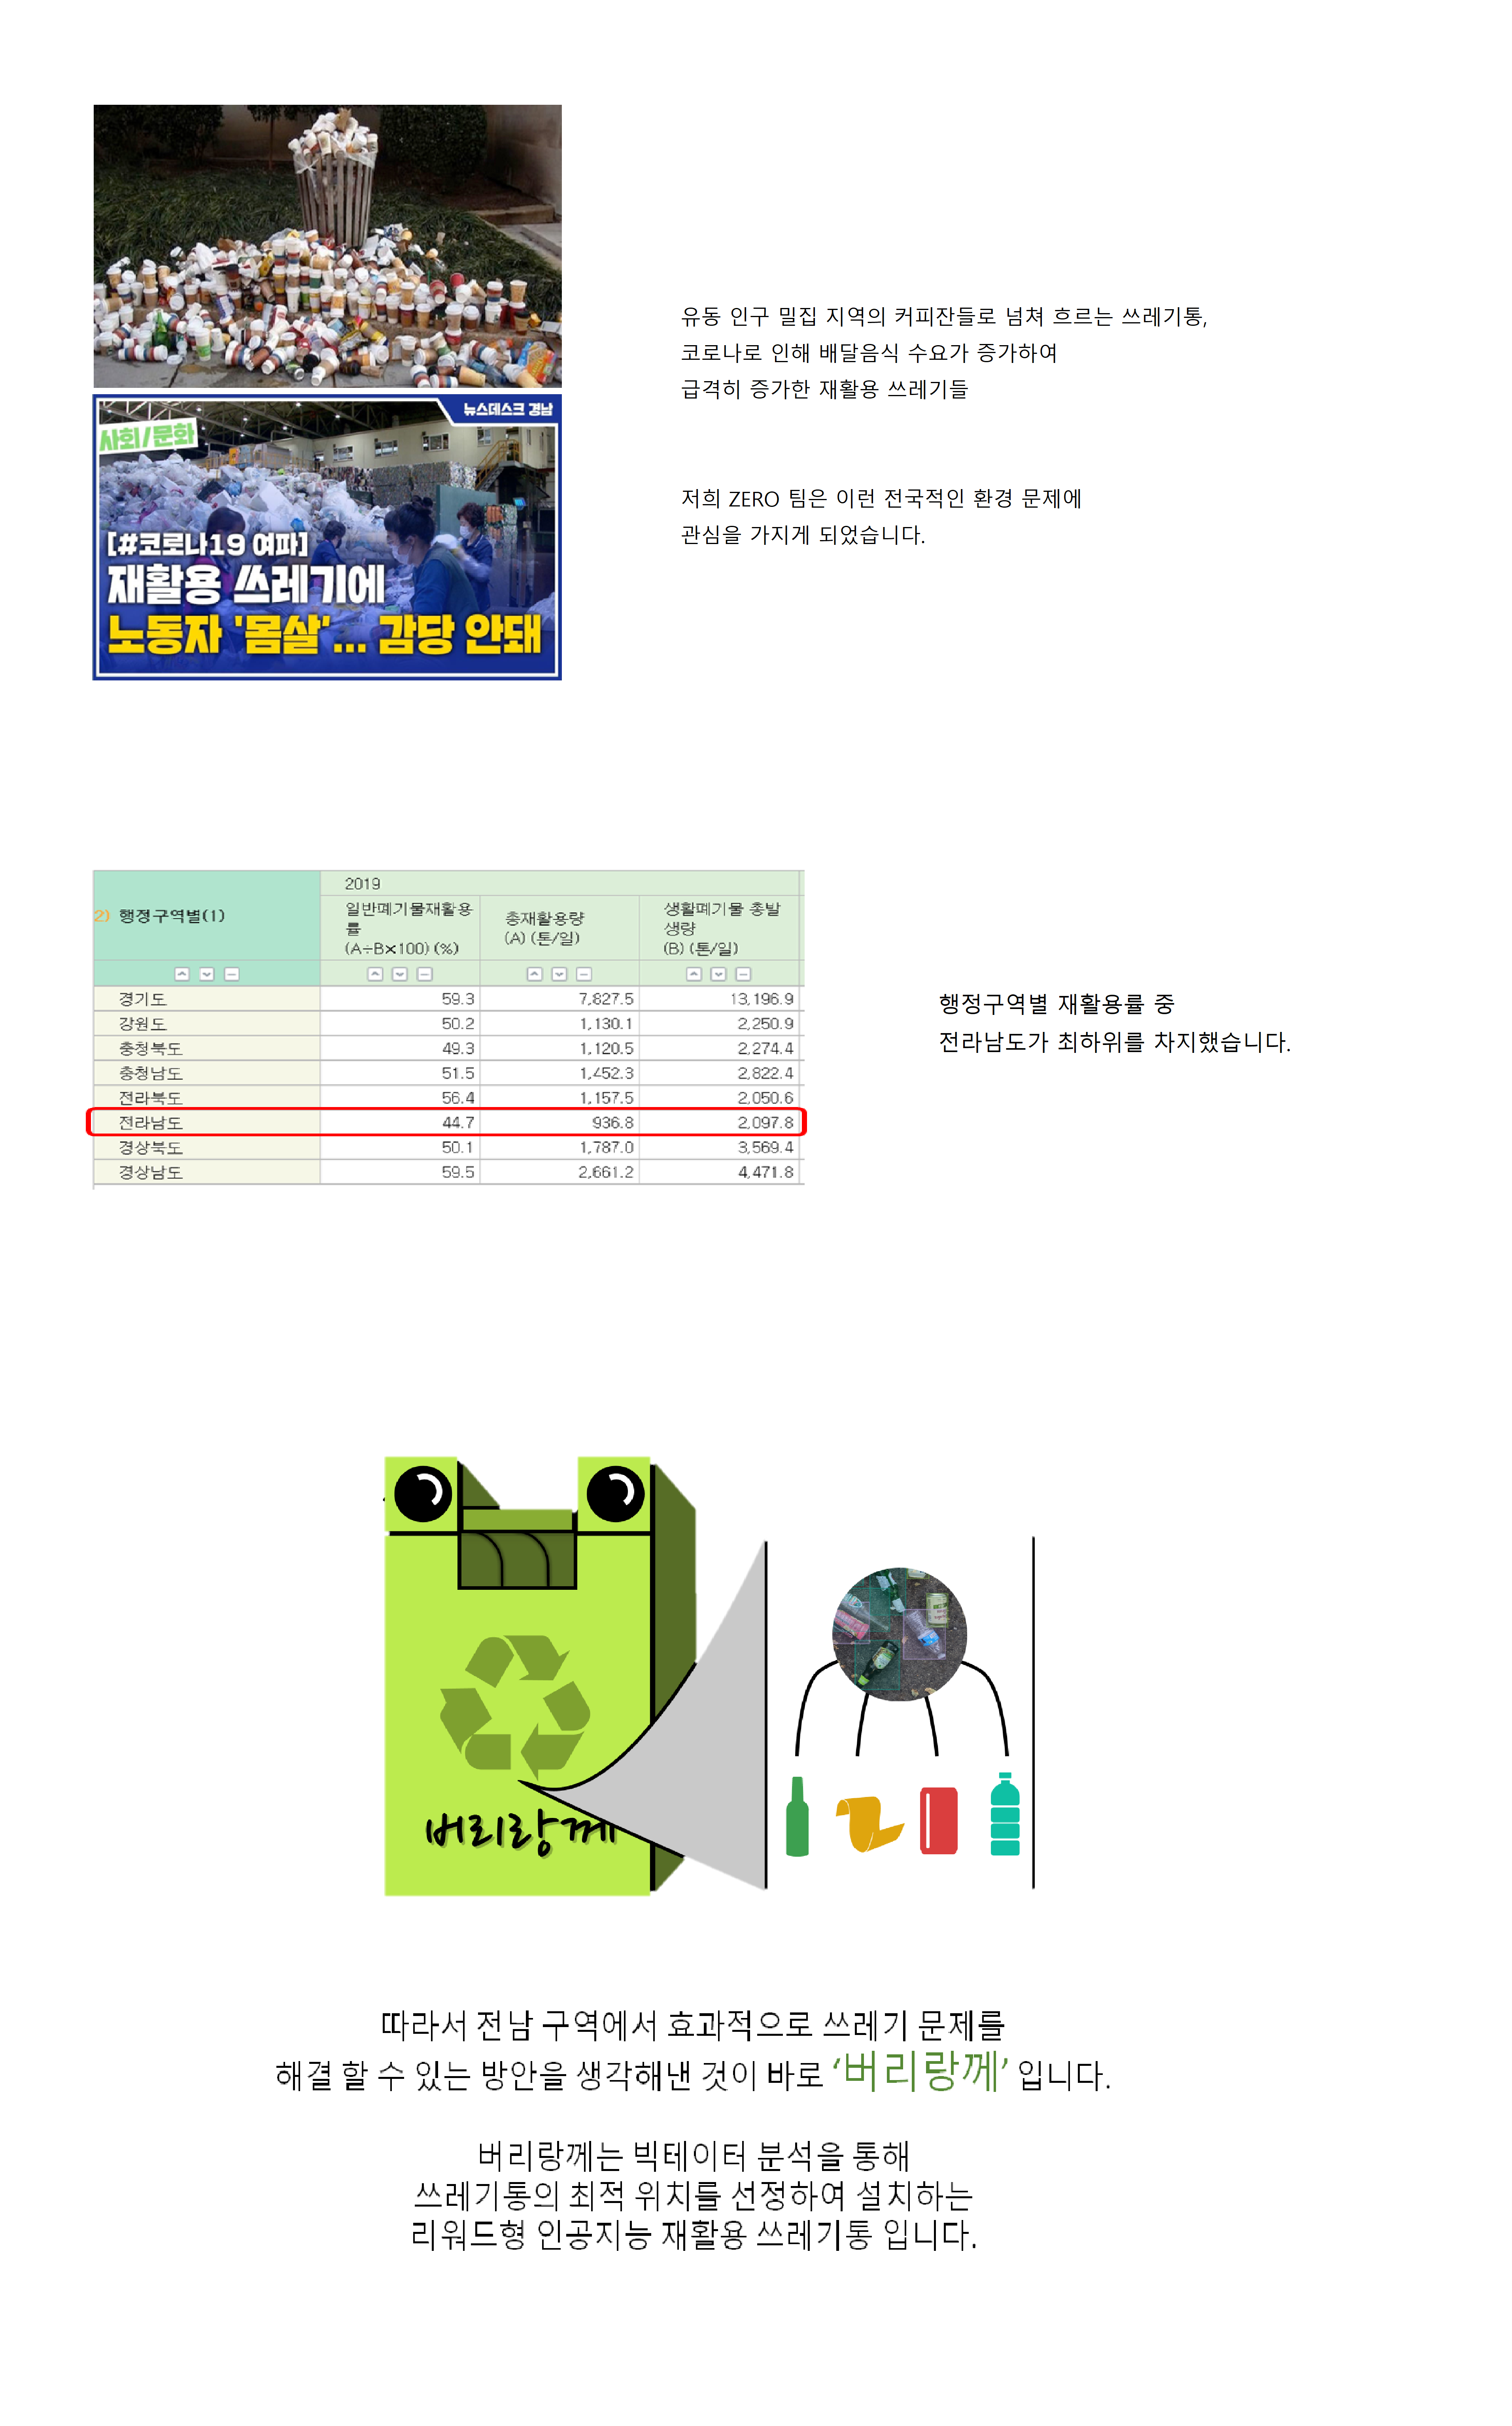 유동 인구 밀집 지역의 커피잔들로 넘쳐 흐르는 쓰레기통,
코로나로 인해 배달음식 수요가 증가하여
급격히 증가한 재활용 쓰레기들
뉴스데스크 경남
사회/문화
[#코로나19 여파]
재활용 쓰레기에
노동자 '몸살'... 감당 안돼
저희 ZERO 팀은 이런 전국적인 환경 문제에
관심을 가지게 되었습니다.
2) 행정구역별(1)
2019
일반폐기물재활용
률
(A÷B×100) (%)
총재활용량
(A) (톤/일)
생활폐기물 총발
생량
(B) (톤/일)
경기도 59.3 7,827.5 13,196.9
강원도 50.2 1,130.1 2,250.9
충청북도 49.3 1,120.5 2,274.4
충청남도 51.5 1,452.3 2,822.4
전라북도 56.4 1,157.5 2,050.6
전라남도 44.7 936.8 2,097.8
경상북도 50.1 1,787.0 3,569.4
경상남도 59.5 2,661.2 4,471.8
행정구역별 재활용률 중
전라남도가 최하위를 차지했습니다.
버리랑께
따라서 전남 구역에서 효과적으로 쓰레기 문제를
해결 할 수 있는 방안을 생각해낸 것이 바로 ‘버리랑께’ 입니다.
버리랑께는 빅테이터 분석을 통해
쓰레기통의 최적 위치를 선정하여 설치하는
리워드형 인공지능 재활용 쓰레기통 입니다.